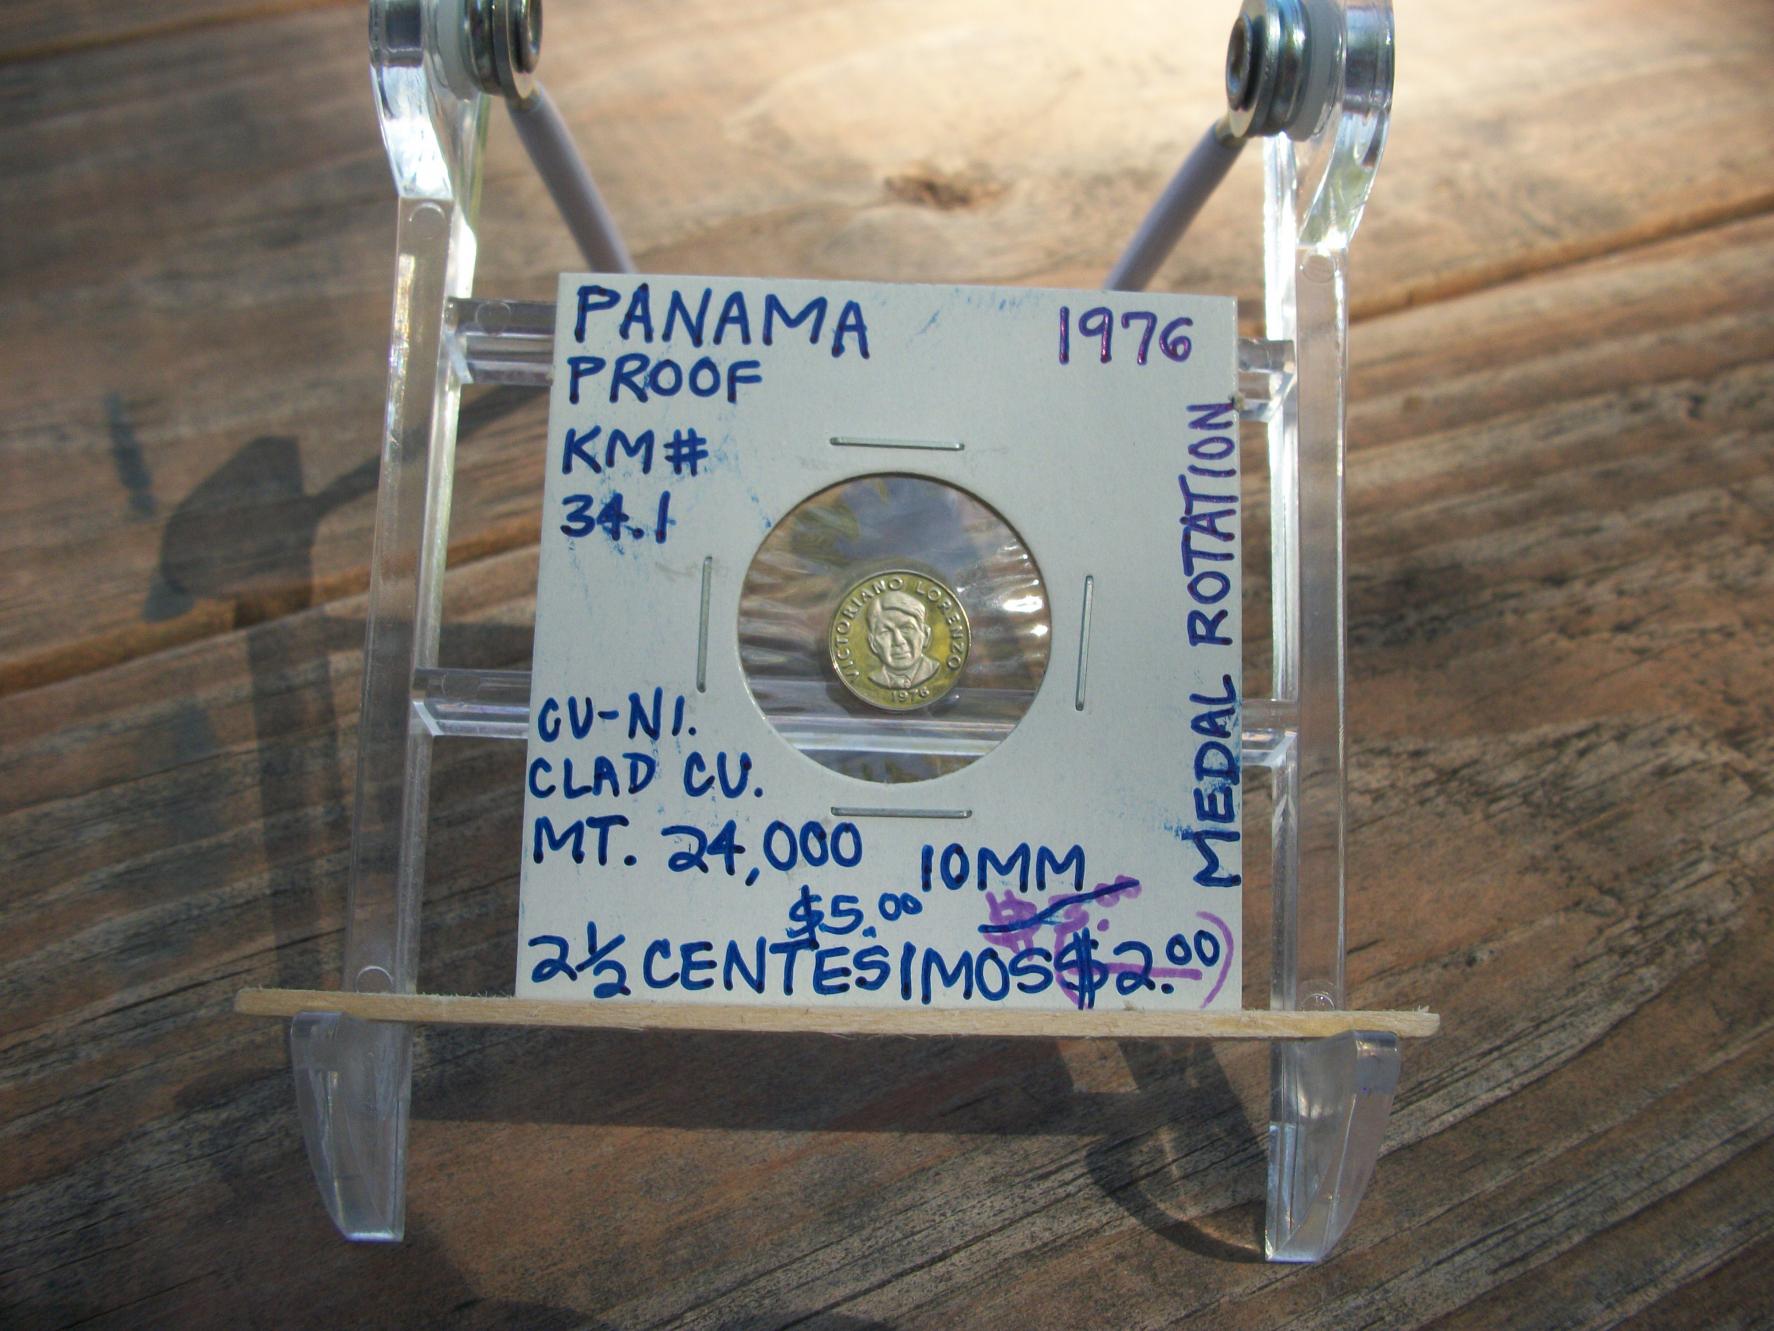 PANAMA 1976
PROOF
KM#
34.1
MEDAL ROTATION
VICTORIANO LORENZO
1976
CU-NI.
CLAD CU.
MT. 24,000 10MM
$5.00
2½ CENTESIMOS $2.00